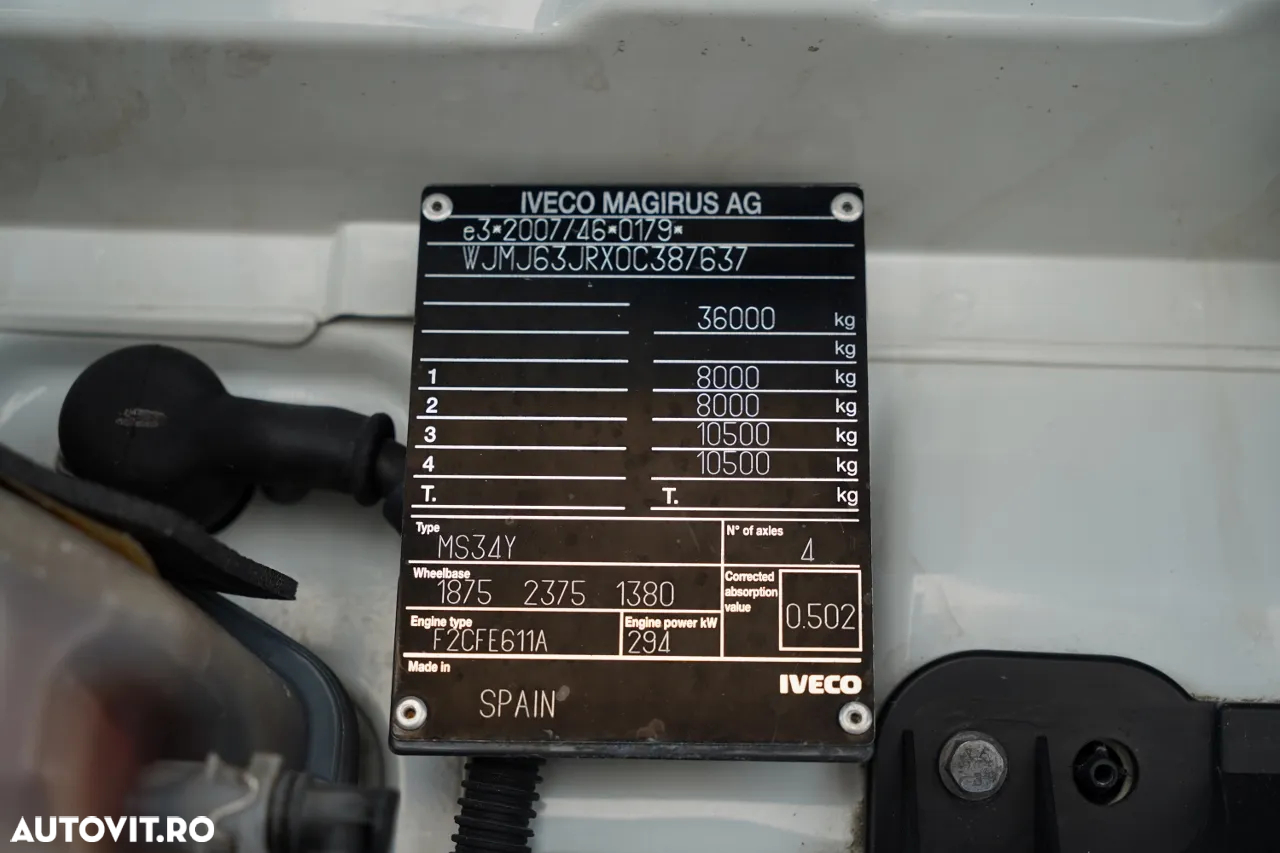 IVECO MAGIRUS AG
e3*2007/46*0179*
WJMJ63JRX0C387637
36000 kg
kg
1 8000 kg
2 8000 kg
3 10500 kg
4 10500 kg
T. T. kg
Type N° of axles
MS34Y 4
Wheelbase Corrected absorption value
1875 2375 1380 0.502
Engine type Engine power kW
F2CFE611A 294
Made in
IVECO
SPAIN
AUTOVIT.RO